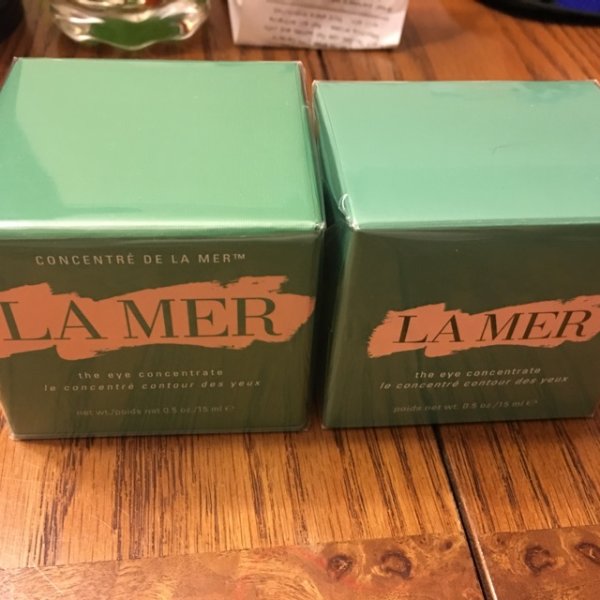 CONCENTRÉ DE LA MER™
LA MER
the eye concentrate
le concentré contour des yeux
net wt./poids net 0.5 oz./15 ml ℮
LA MER
the eye concentrate
le concentré contour des yeux
poids net wt. 0.5 oz./15 ml ℮